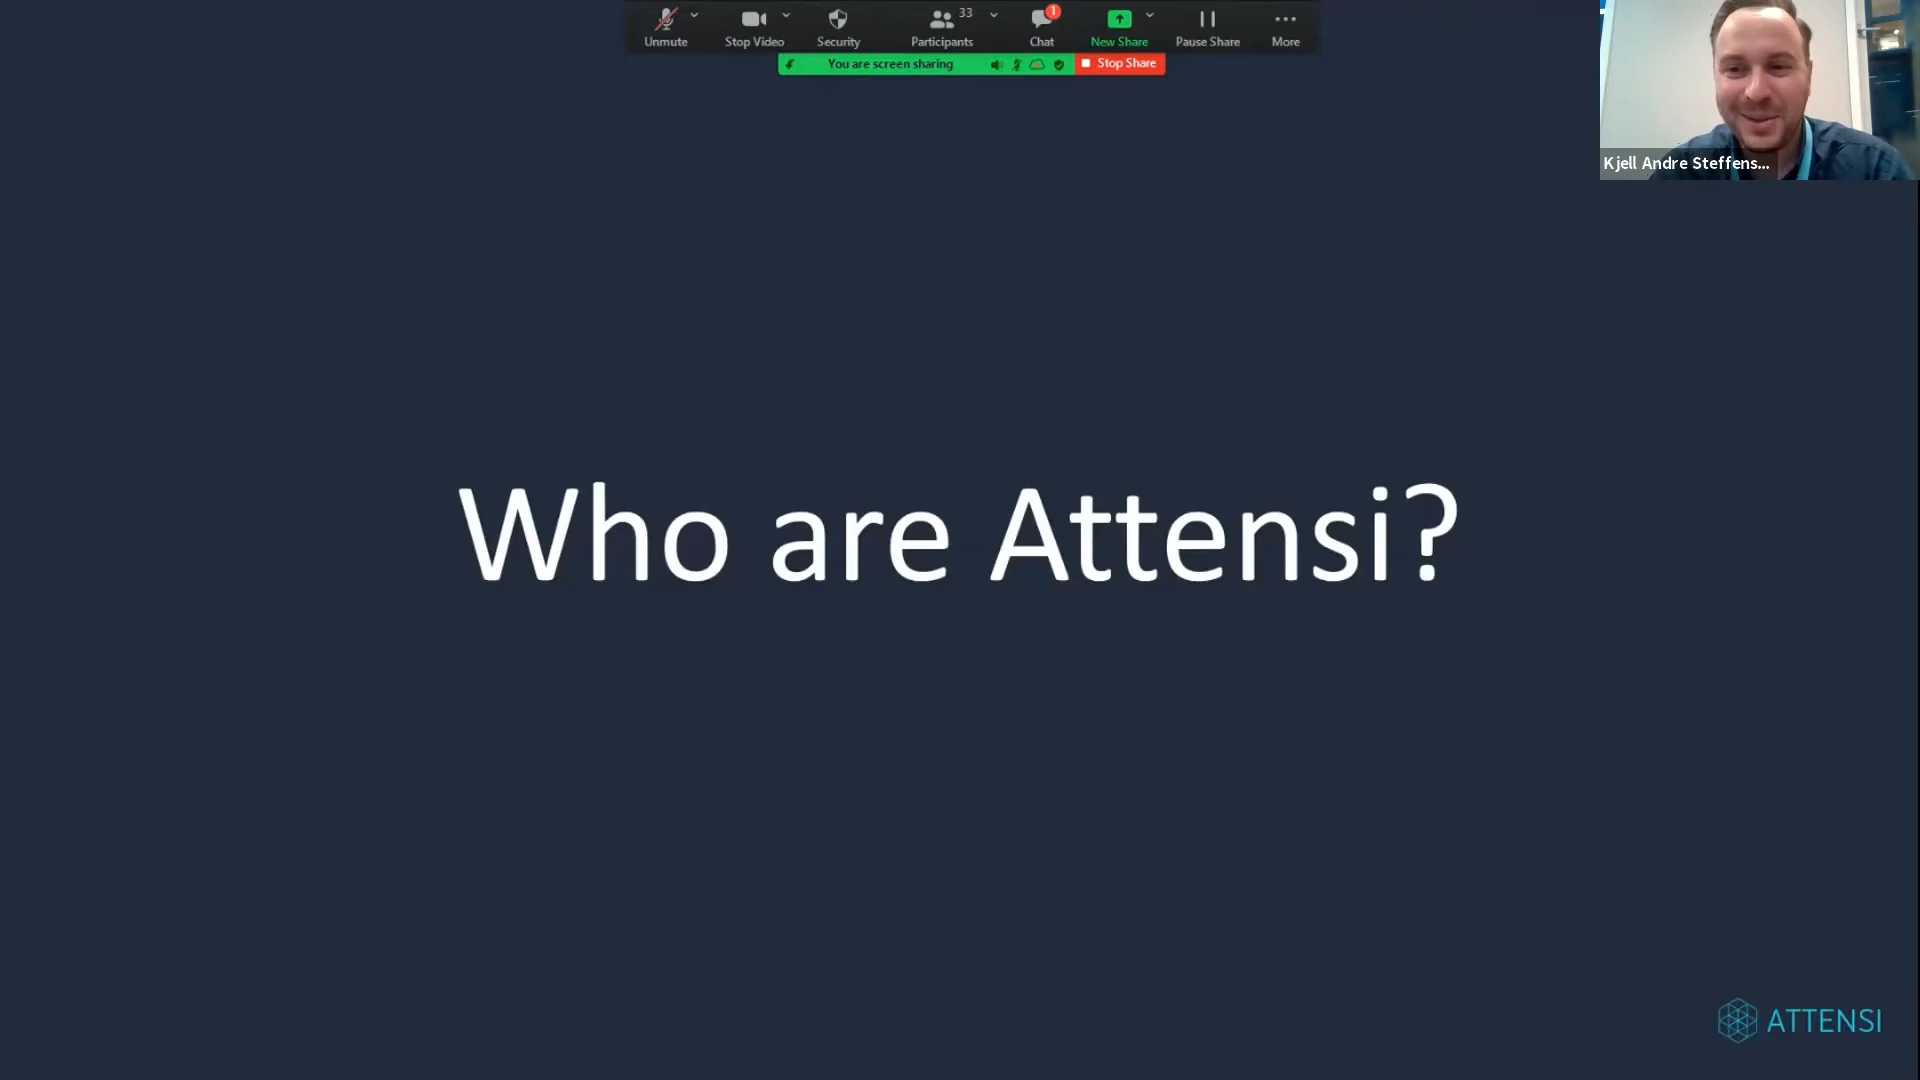 Unmute
Stop Video
Security
33
Participants
1
Chat
New Share
Pause Share
More
You are screen sharing
Stop Share
Kjell Andre Steffens...
Who are Attensi?
ATTENSI